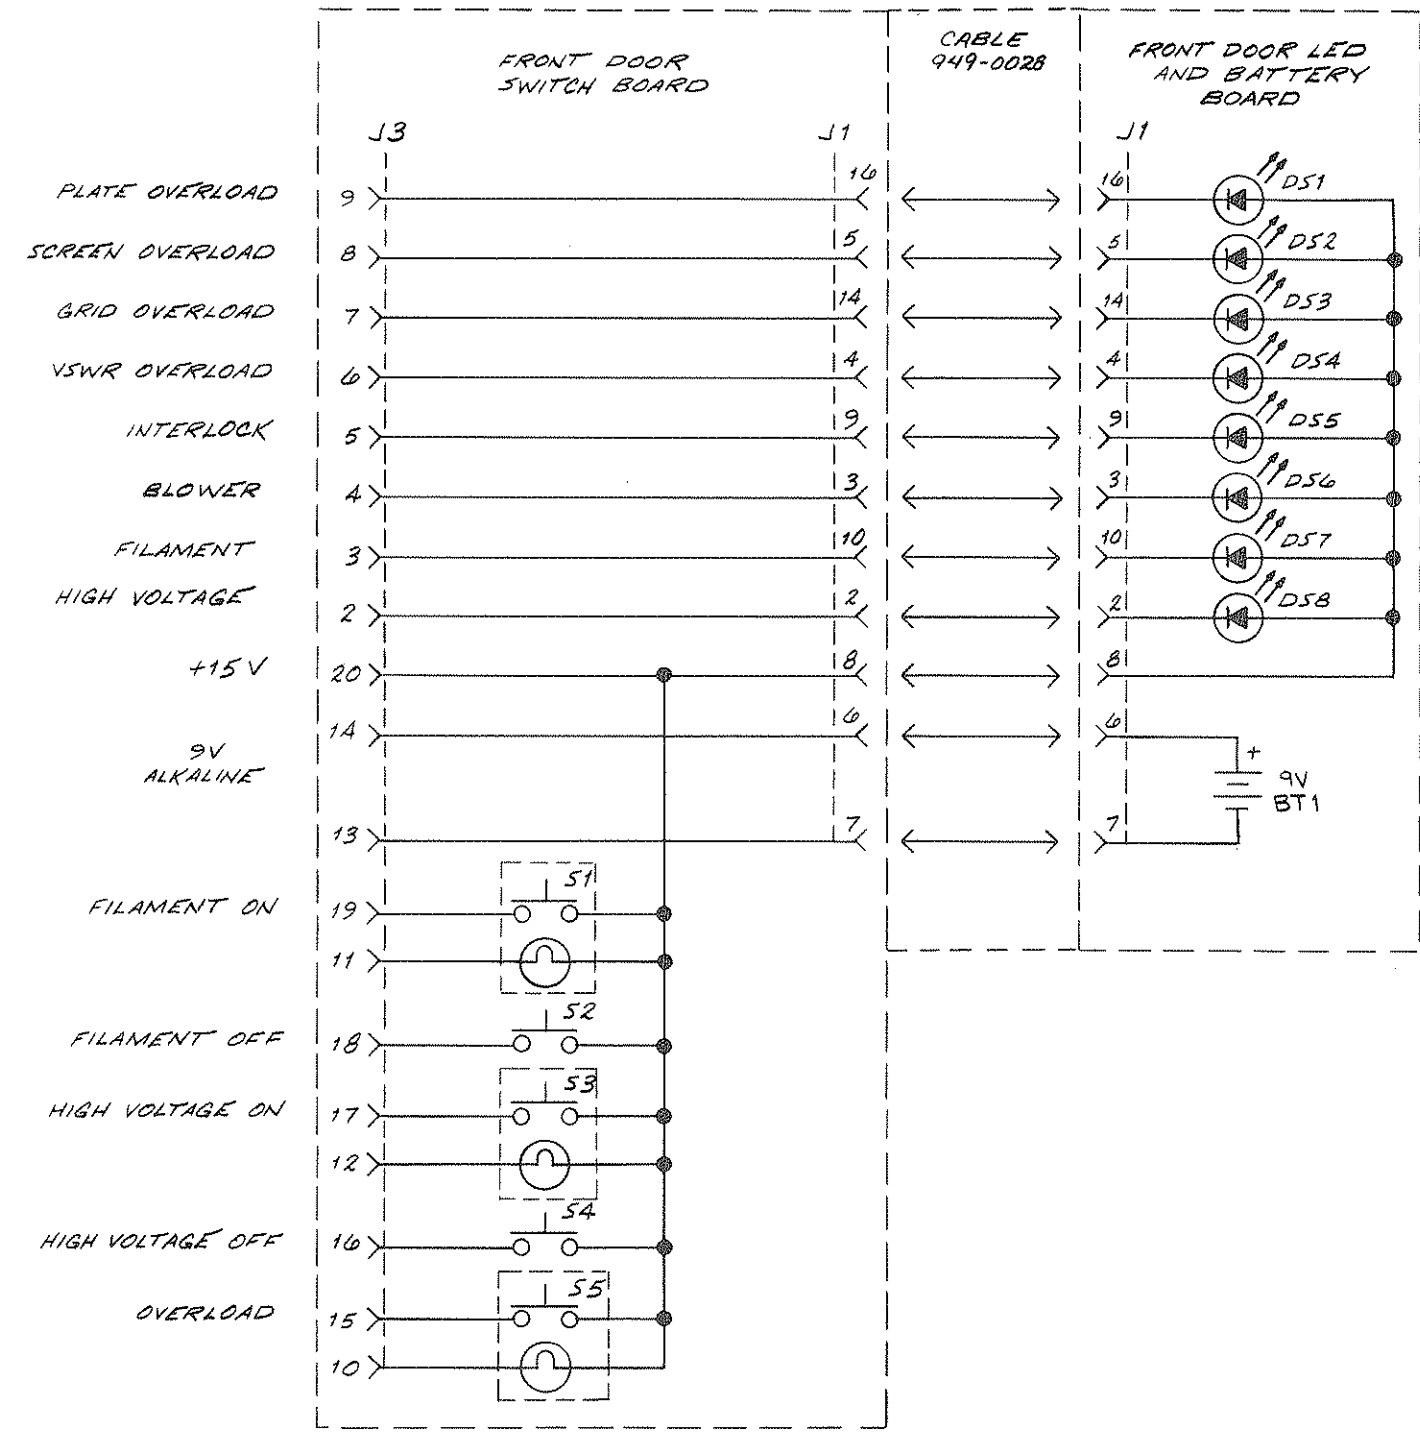 FRONT DOOR
SWITCH BOARD
CABLE
949-0028
FRONT DOOR LED
AND BATTERY
BOARD
J3
J1
J1
PLATE OVERLOAD 9 16 16 DS1
SCREEN OVERLOAD 8 5 5 DS2
GRID OVERLOAD 7 14 14 DS3
VSWR OVERLOAD 6 4 4 DS4
INTERLOCK 5 9 9 DS5
BLOWER 4 3 3 DS6
FILAMENT 3 10 10 DS7
HIGH VOLTAGE 2 2 2 DS8
+15 V 20 8 8
14 6 6
9V
ALKALINE
+
9V
BT1
13 7 7
FILAMENT ON 19 S1
11
FILAMENT OFF 18 S2
HIGH VOLTAGE ON 17 S3
12
HIGH VOLTAGE OFF 16 S4
OVERLOAD 15 S5
10